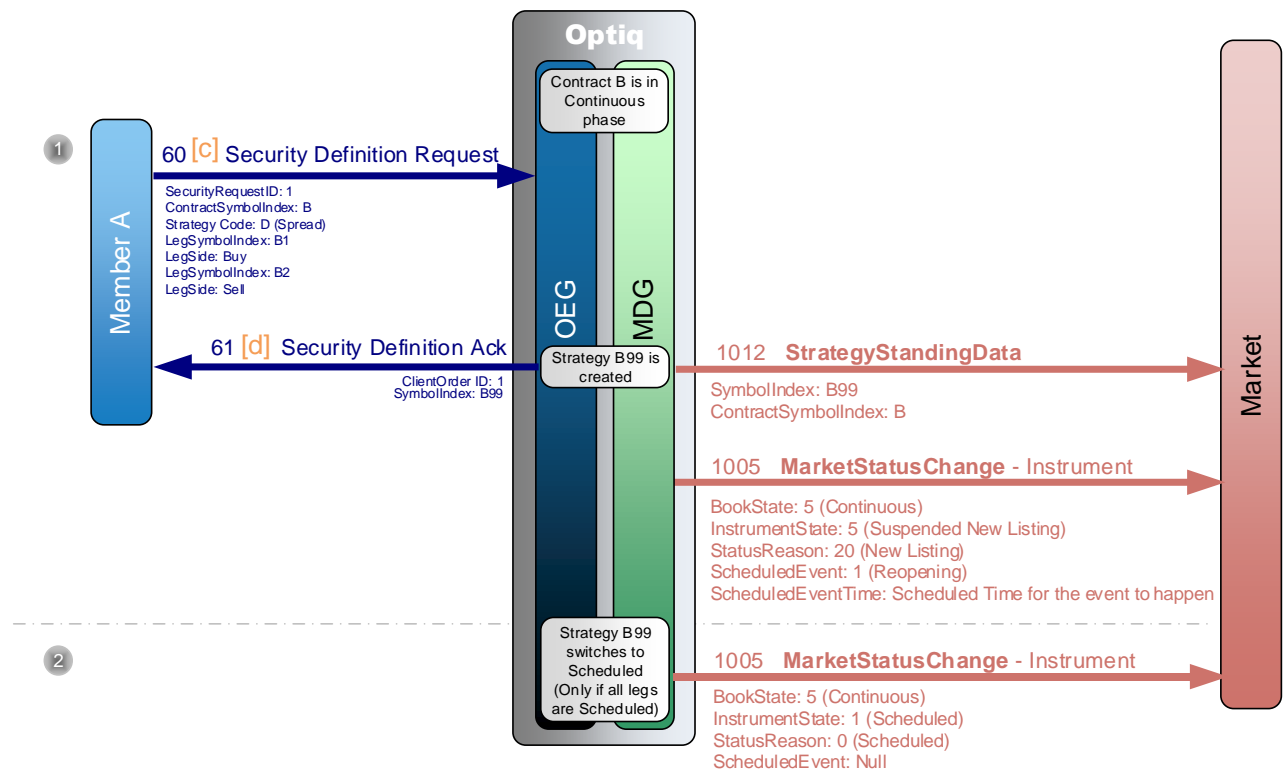 Optiq
Contract B is in
Continuous
phase
1
Member A
60 [c] Security Definition Request
SecurityRequestID: 1
ContractSymbolIndex: B
Strategy Code: D (Spread)
LegSymbolIndex: B1
LegSide: Buy
LegSymbolIndex: B2
LegSide: Sell
OEG
MDG
Market
61 [d] Security Definition Ack
ClientOrder ID: 1
SymbolIndex: B99
Strategy B99 is
created
1012 StrategyStandingData
SymbolIndex: B99
ContractSymbolIndex: B
1005 MarketStatusChange - Instrument
BookState: 5 (Continuous)
InstrumentState: 5 (Suspended New Listing)
StatusReason: 20 (New Listing)
ScheduledEvent: 1 (Reopening)
ScheduledEventTime: Scheduled Time for the event to happen
2
Strategy B99
switches to
Scheduled
(Only if all legs
are Scheduled)
1005 MarketStatusChange - Instrument
BookState: 5 (Continuous)
InstrumentState: 1 (Scheduled)
StatusReason: 0 (Scheduled)
ScheduledEvent: Null